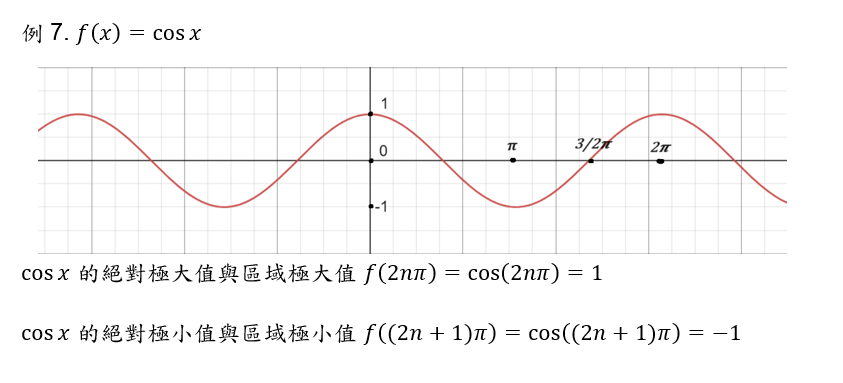 例 7. f(x) = cos x
1
0
π
3/2π
2π
-1
cos x 的絕對極大值與區域極大值 f(2nπ) = cos(2nπ) = 1
cos x 的絕對極小值與區域極小值 f((2n + 1)π) = cos((2n + 1)π) = −1